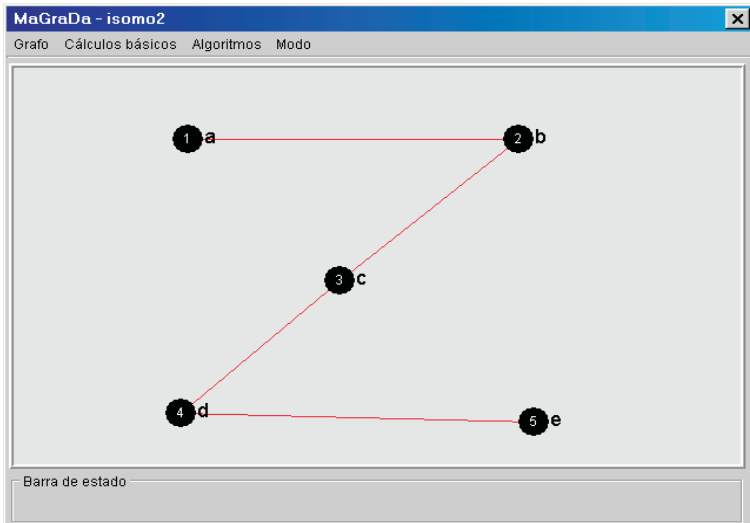 MaGraDa - isomo2
Grafo Cálculos básicos Algoritmos Modo
1 a 2 b
3 c
4 d 5 e
Barra de estado